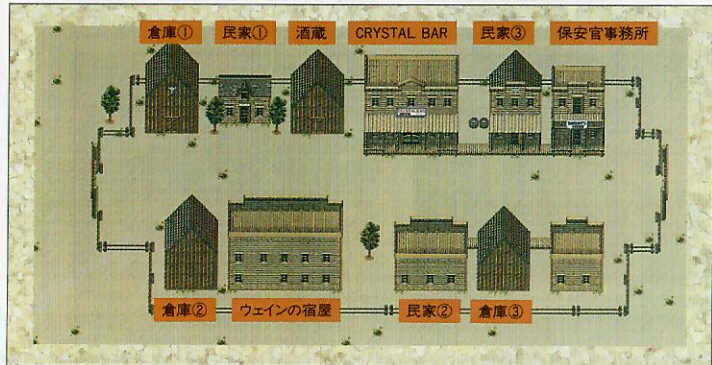 倉庫①
民家①
酒蔵
CRYSTAL BAR
民家③
保安官事務所
倉庫②
ウェインの宿屋
民家②
倉庫③